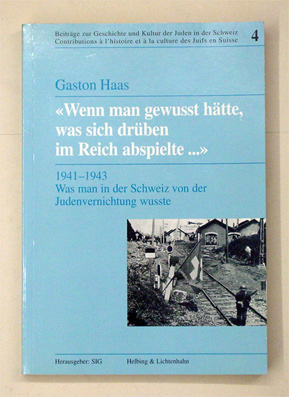 Beiträge zur Geschichte und Kultur der Juden in der Schweiz
Contributions à l'histoire et à la culture des Juifs en Suisse
4
Gaston Haas
«Wenn man gewusst hätte,
was sich drüben
im Reich abspielte ...»
1941–1943
Was man in der Schweiz von der
Judenvernichtung wusste
Herausgeber: SIG
Helbing & Lichtenhahn